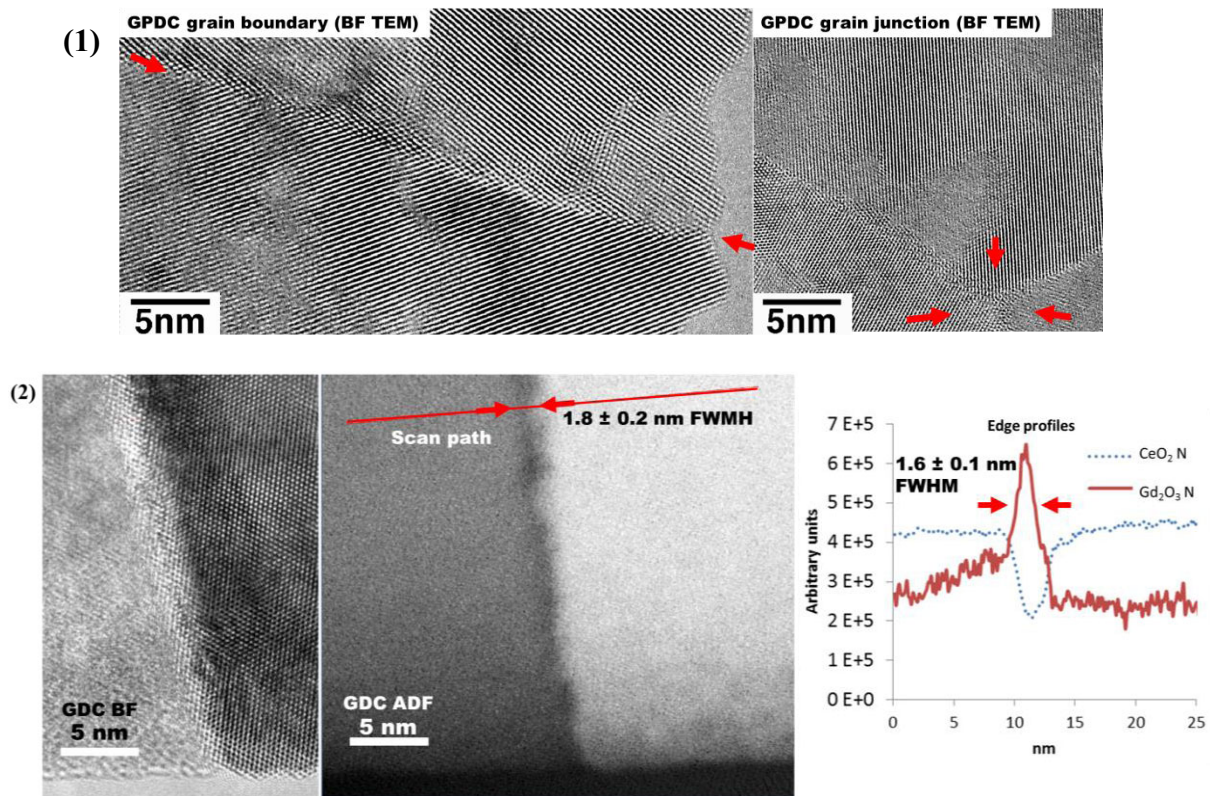 (1)
GPDC grain boundary (BF TEM)
5nm
GPDC grain junction (BF TEM)
5nm
(2)
GDC BF
5 nm
Scan path
1.8 ± 0.2 nm FWMH
GDC ADF
5 nm
Edge profiles
1.6 ± 0.1 nm
FWHM
CeO₂ N
Gd₂O₃ N
Arbitrary units
7 E+5
6 E+5
5 E+5
4 E+5
3 E+5
2 E+5
1 E+5
0 E+0
0 5 10 15 20 25
nm